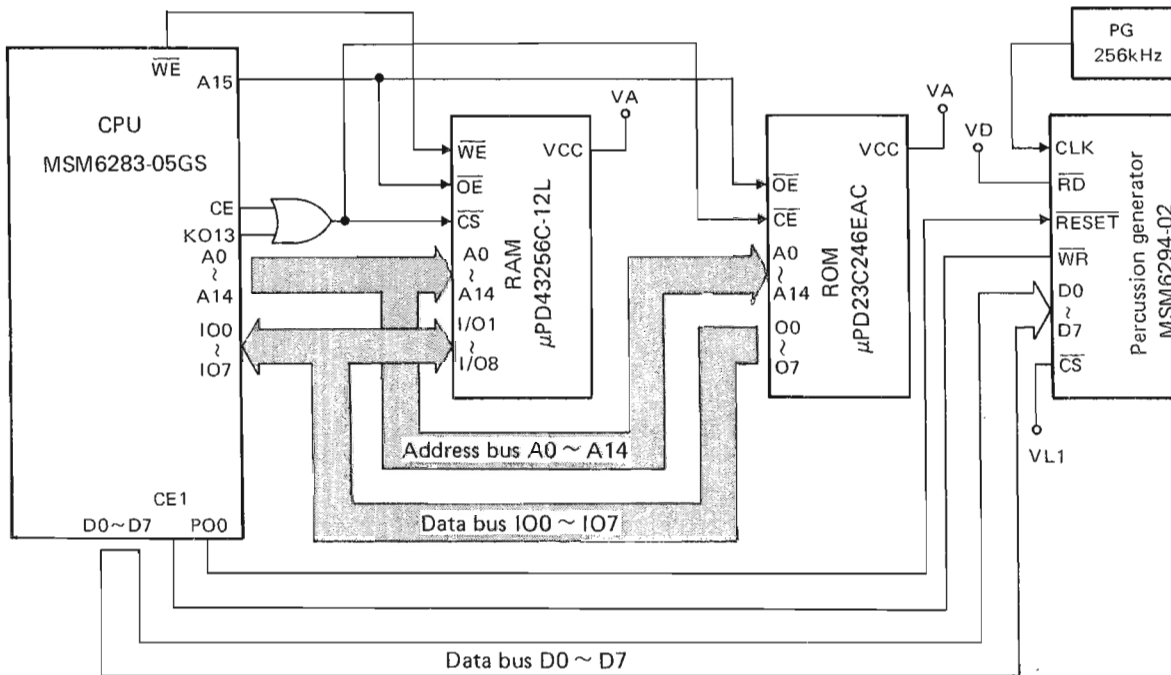 CPU
MSM6283-05GS
WE
A15
CE
KO13
A0
~
A14
IO0
~
IO7
CE1
D0~D7
PO0
WE
OE
CS
A0
~
A14
I/O1
~
I/O8
VCC
VA
RAM
μPD43256C-12L
OE
CE
A0
~
A14
O0
~
O7
VCC
VA
ROM
μPD23C246EAC
PG
256kHz
VD
CLK
RD
RESET
WR
D0
~
D7
CS
VL1
Percussion generator
MSM6294-02
Address bus A0 ~ A14
Data bus IO0 ~ IO7
Data bus D0 ~ D7